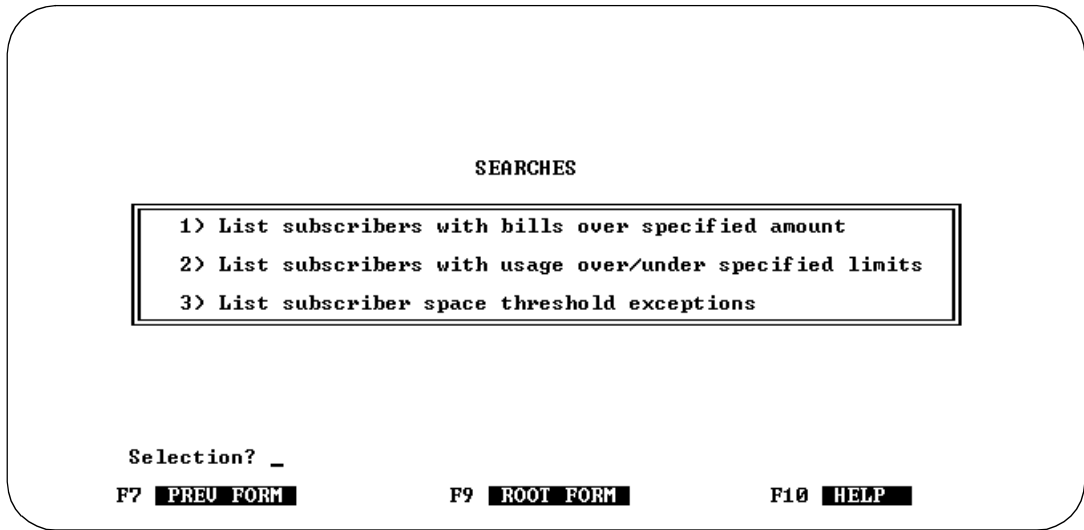 SEARCHES
1) List subscribers with bills over specified amount
2) List subscribers with usage over/under specified limits
3) List subscriber space threshold exceptions
Selection? _
F7 PREV FORM F9 ROOT FORM F10 HELP